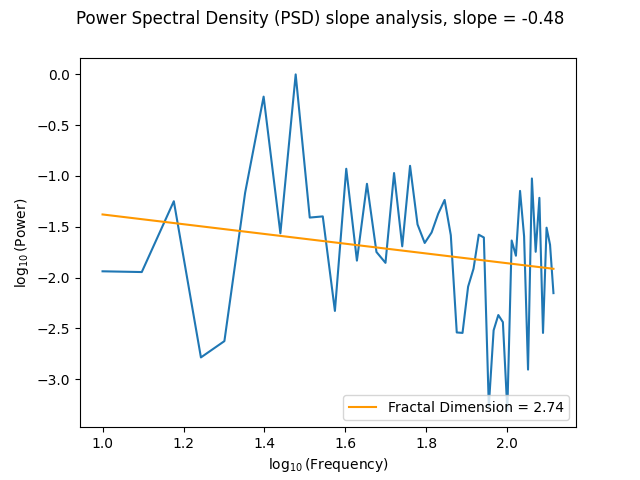 Power Spectral Density (PSD) slope analysis, slope = -0.48
0.0
−0.5
−1.0
−1.5
−2.0
−2.5
−3.0
log10 (Power)
Fractal Dimension = 2.74
1.0 1.2 1.4 1.6 1.8 2.0
log10 (Frequency)